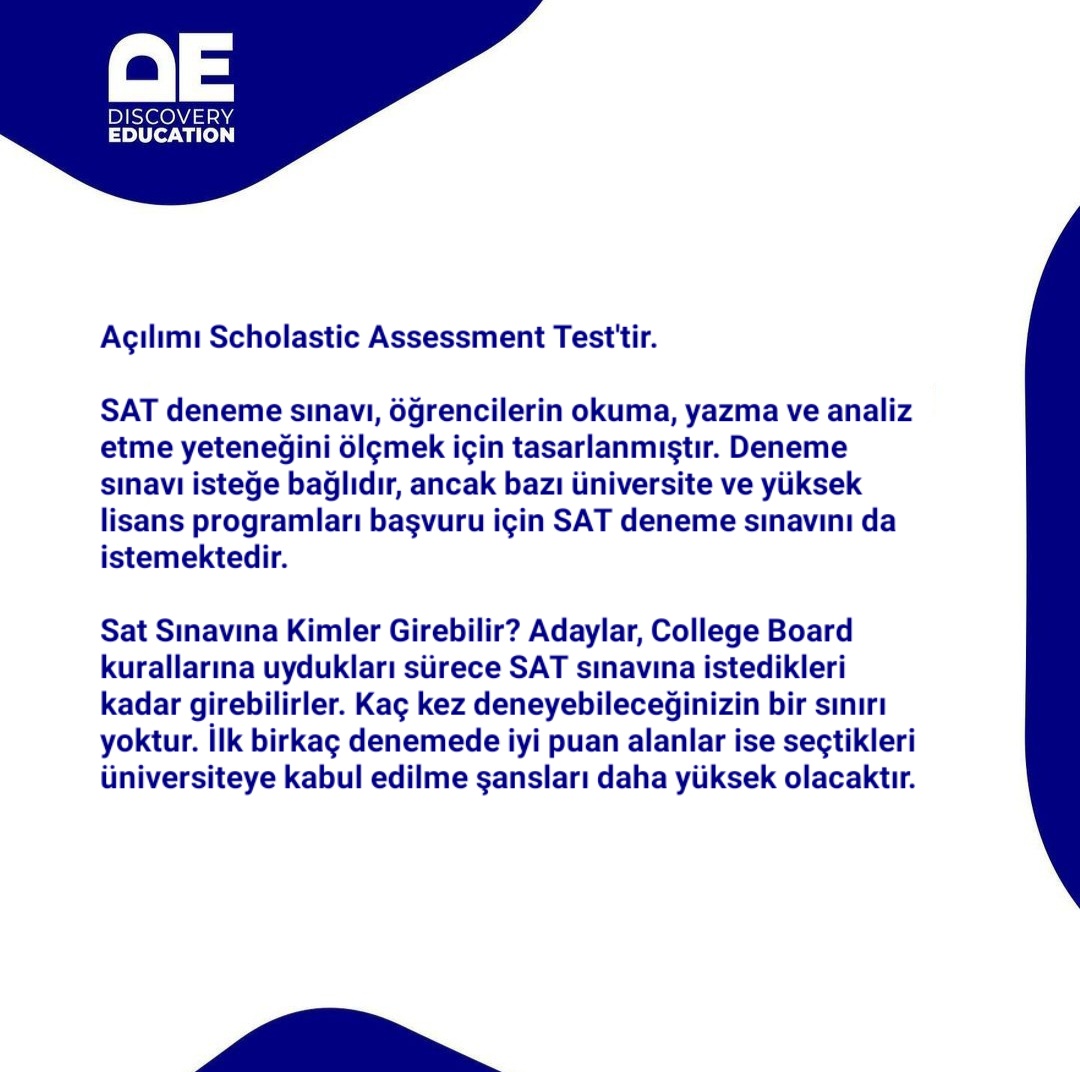 DE
DISCOVERY
EDUCATION
Açılımı Scholastic Assessment Test'tir.
SAT deneme sınavı, öğrencilerin okuma, yazma ve analiz
etme yeteneğini ölçmek için tasarlanmıştır. Deneme
sınavı isteğe bağlıdır, ancak bazı üniversite ve yüksek
lisans programları başvuru için SAT deneme sınavını da
istemektedir.
Sat Sınavına Kimler Girebilir? Adaylar, College Board
kurallarına uydukları sürece SAT sınavına istedikleri
kadar girebilirler. Kaç kez deneyebileceğinizin bir sınırı
yoktur. İlk birkaç denemede iyi puan alanlar ise seçtikleri
üniversiteye kabul edilme şansları daha yüksek olacaktır.